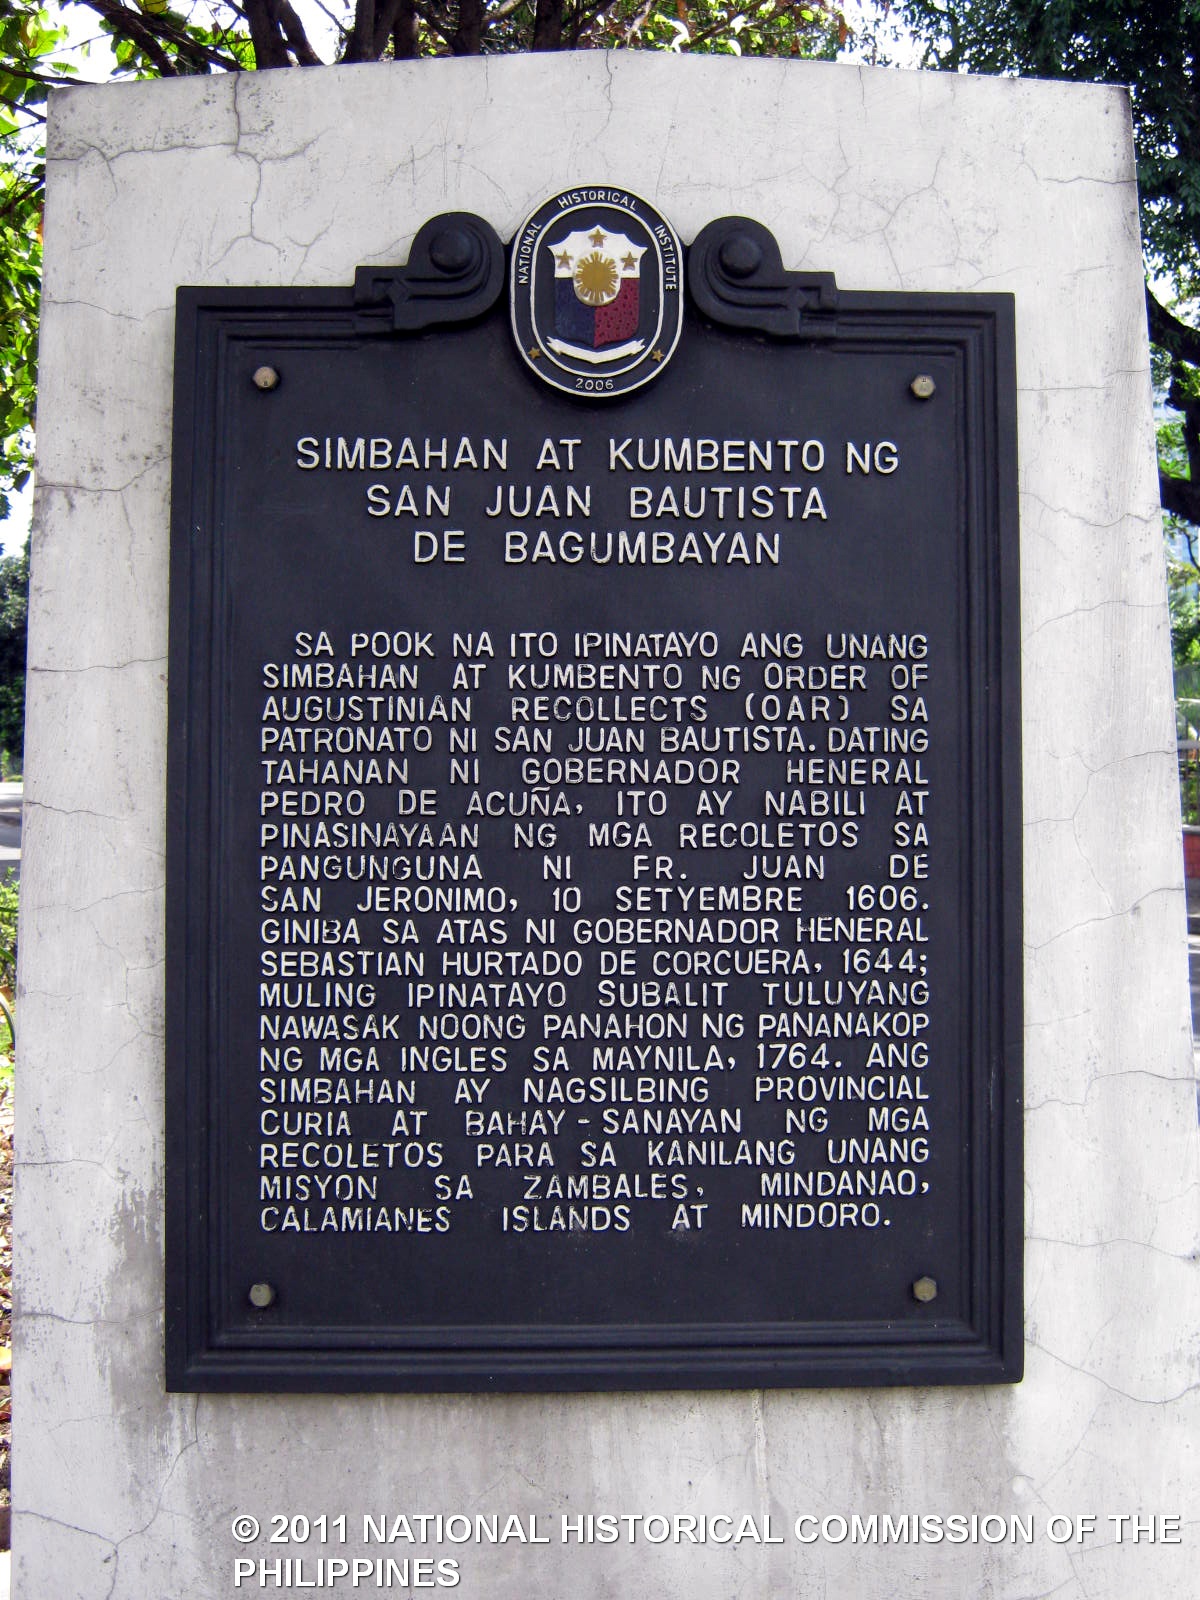 NATIONAL HISTORICAL INSTITUTE
2006
SIMBAHAN AT KUMBENTO NG
SAN JUAN BAUTISTA
DE BAGUMBAYAN
SA POOK NA ITO IPINATAYO ANG UNANG
SIMBAHAN AT KUMBENTO NG ORDER OF
AUGUSTINIAN RECOLLECTS (OAR) SA
PATRONATO NI SAN JUAN BAUTISTA. DATING
TAHANAN NI GOBERNADOR HENERAL
PEDRO DE ACUÑA, ITO AY NABILI AT
PINASINAYAAN NG MGA RECOLETOS SA
PANGUNGUNA NI FR. JUAN DE
SAN JERONIMO, 10 SETYEMBRE 1606.
GINIBA SA ATAS NI GOBERNADOR HENERAL
SEBASTIAN HURTADO DE CORCUERA, 1644;
MULING IPINATAYO SUBALIT TULUYANG
NAWASAK NOONG PANAHON NG PANANAKOP
NG MGA INGLES SA MAYNILA, 1764. ANG
SIMBAHAN AY NAGSILBING PROVINCIAL
CURIA AT BAHAY-SANAYAN NG MGA
RECOLETOS PARA SA KANILANG UNANG
MISYON SA ZAMBALES, MINDANAO,
CALAMIANES ISLANDS AT MINDORO.
© 2011 NATIONAL HISTORICAL COMMISSION OF THE
PHILIPPINES